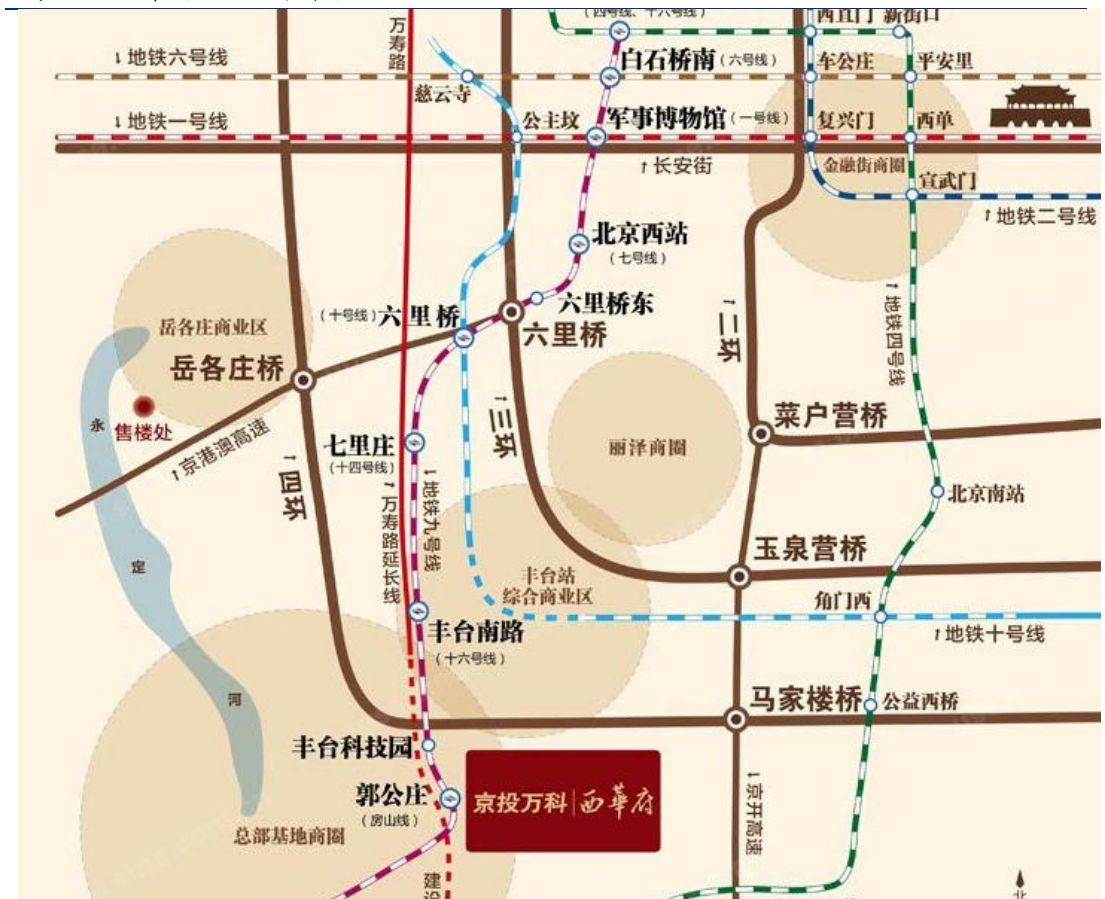 (四号线、十六号线)
西直门
新街口
万寿路
白石桥南(六号线)
车公庄
平安里
↿地铁六号线
慈云寺
↿地铁一号线
公主坟
军事博物馆(一号线)
复兴门
西单
↿长安街
金融街商圈
宣武门
↿地铁二号线
北京西站
(七号线)
六里桥东
岳各庄商业区
(十号线)六里桥
六里桥
↿二环
↿地铁四号线
岳各庄桥
永
售楼处
↿京港澳高速
↿三环
菜户营桥
七里庄
(十四号线)
丽泽商圈
↿四环
↿万寿路延长线
⇃地铁九号线
北京南站
定
丰台站
综合商业区
玉泉营桥
角门西
丰台南路
(十六号线)
↿地铁十号线
河
马家楼桥
公益西桥
丰台科技园
郭公庄
(房山线)
京投万科|西華府
总部基地商圈
⇃京开高速
建设
北